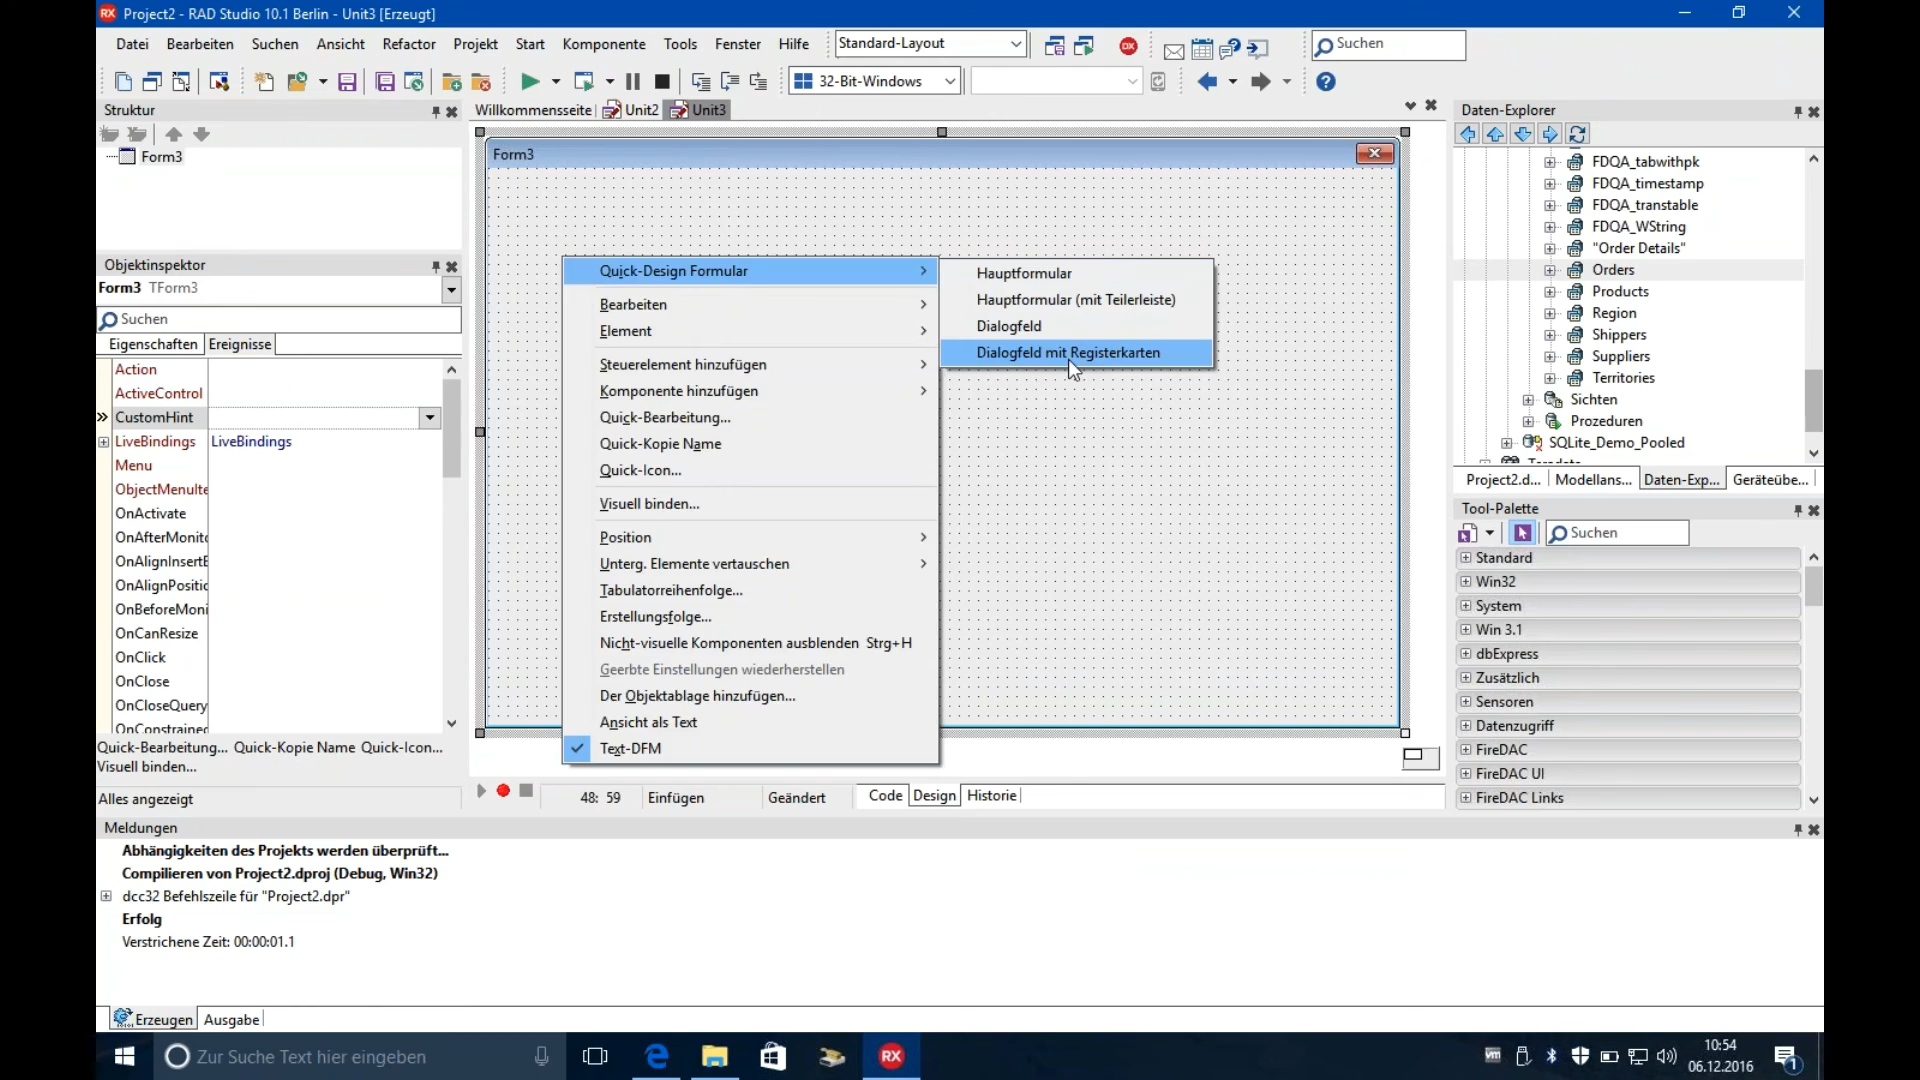 Project2 - RAD Studio 10.1 Berlin - Unit3 [Erzeugt]
Datei Bearbeiten Suchen Ansicht Refactor Projekt Start Komponente Tools Fenster Hilfe Standard-Layout Suchen
32-Bit-Windows
Struktur
Form3
Objektinspektor
Form3 TForm3
Suchen
Eigenschaften Ereignisse
Action
ActiveControl
CustomHint
LiveBindings LiveBindings
Menu
ObjectMenuIte
OnActivate
OnAfterMonito
OnAlignInsertB
OnAlignPositic
OnBeforeMoni
OnCanResize
OnClick
OnClose
OnCloseQuery
OnConstrained
Quick-Bearbeitung... Quick-Kopie Name Quick-Icon...
Visuell binden...
Alles angezeigt
Willkommensseite Unit2 Unit3
Form3
Quick-Design Formular
Bearbeiten
Element
Steuerelement hinzufügen
Komponente hinzufügen
Quick-Bearbeitung...
Quick-Kopie Name
Quick-Icon...
Visuell binden...
Position
Unterg. Elemente vertauschen
Tabulatorreihenfolge...
Erstellungsfolge...
Nicht-visuelle Komponenten ausblenden Strg+H
Geerbte Einstellungen wiederherstellen
Der Objektablage hinzufügen...
Ansicht als Text
Text-DFM
Hauptformular
Hauptformular (mit Teilerleiste)
Dialogfeld
Dialogfeld mit Registerkarten
48: 59 Einfügen Geändert Code Design Historie
Daten-Explorer
FDQA_tabwithpk
FDQA_timestamp
FDQA_transtable
FDQA_WString
"Order Details"
Orders
Products
Region
Shippers
Suppliers
Territories
Sichten
Prozeduren
SQLite_Demo_Pooled
Teradata
Project2.d... Modellans... Daten-Exp... Geräteübe...
Tool-Palette
Suchen
Standard
Win32
System
Win 3.1
dbExpress
Zusätzlich
Sensoren
Datenzugriff
FireDAC
FireDAC UI
FireDAC Links
Meldungen
Abhängigkeiten des Projekts werden überprüft...
Compilieren von Project2.dproj (Debug, Win32)
dcc32 Befehlszeile für "Project2.dpr"
Erfolg
Verstrichene Zeit: 00:00:01.1
Erzeugen Ausgabe
Zur Suche Text hier eingeben
RX
vm
10:54
06.12.2016
1